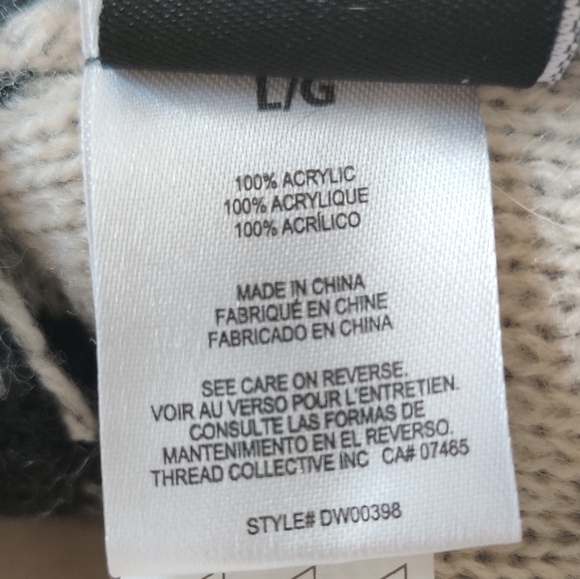 L/G
100% ACRYLIC
100% ACRYLIQUE
100% ACRÍLICO
MADE IN CHINA
FABRIQUÉ EN CHINE
FABRICADO EN CHINA
SEE CARE ON REVERSE.
VOIR AU VERSO POUR L'ENTRETIEN.
CONSULTE LAS FORMAS DE
MANTENIMIENTO EN EL REVERSO.
THREAD COLLECTIVE INC CA# 07465
STYLE# DW00398